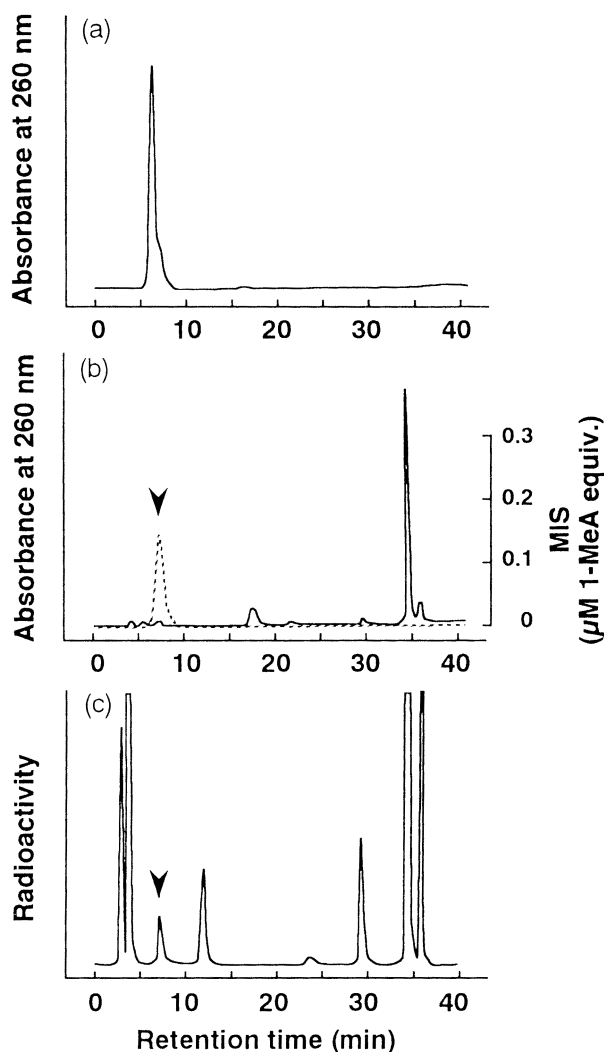 (a)
Absorbance at 260 nm
0 10 20 30 40
(b)
Absorbance at 260 nm
0.3
0.2
0.1
0
MIS
(μM 1-MeA equiv.)
0 10 20 30 40
(c)
Radioactivity
0 10 20 30 40
Retention time (min)